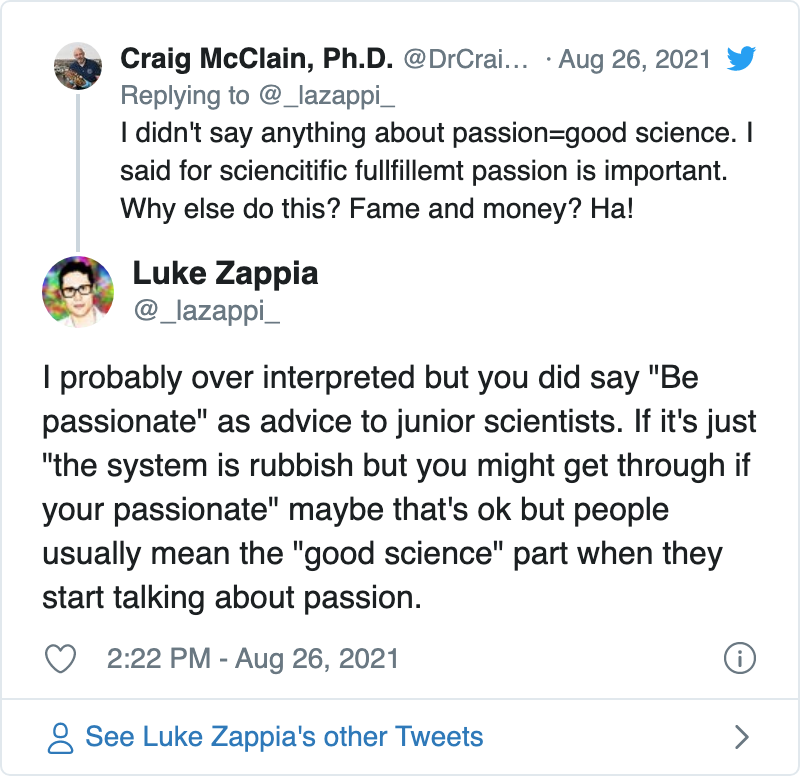 Craig McClain, Ph.D. @DrCrai... · Aug 26, 2021
Replying to @_lazappi_
I didn't say anything about passion=good science. I
said for sciencitific fullfillemt passion is important.
Why else do this? Fame and money? Ha!
Luke Zappia
@_lazappi_
I probably over interpreted but you did say "Be
passionate" as advice to junior scientists. If it's just
"the system is rubbish but you might get through if
your passionate" maybe that's ok but people
usually mean the "good science" part when they
start talking about passion.
2:22 PM - Aug 26, 2021
See Luke Zappia's other Tweets